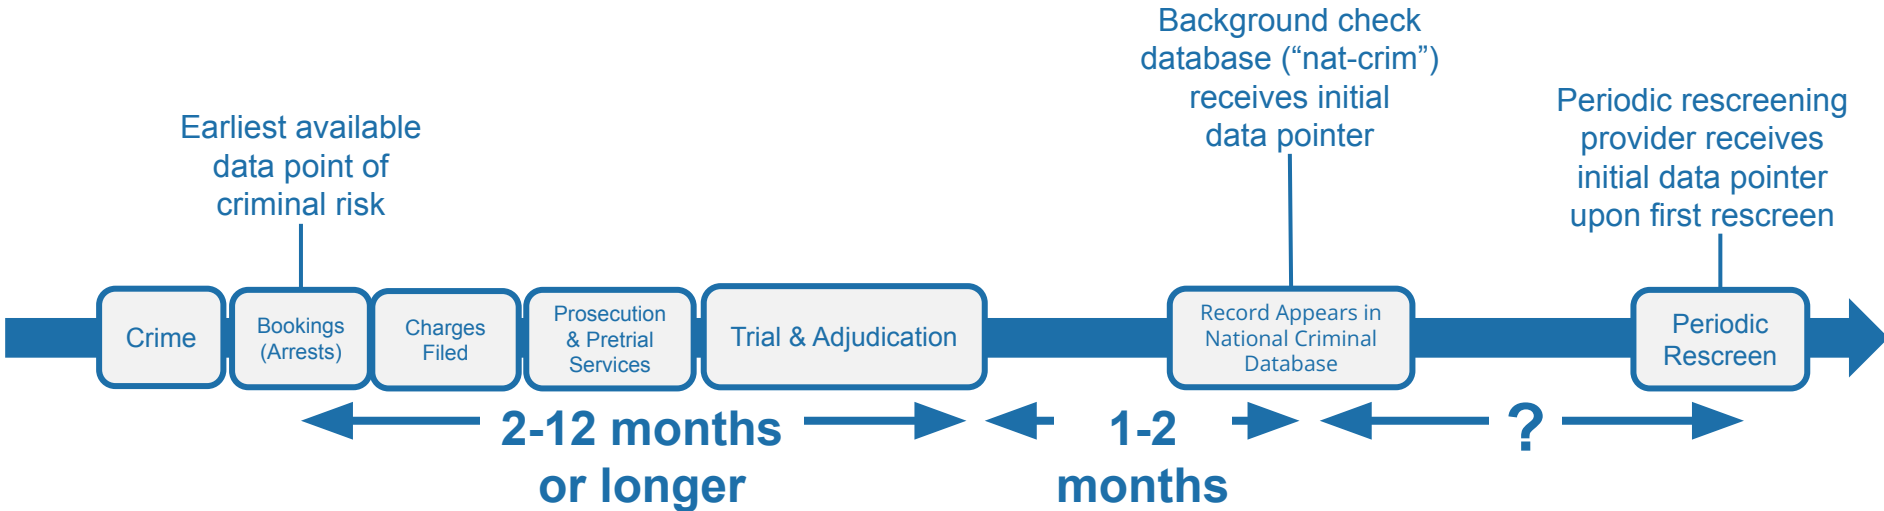 Earliest available
data point of
criminal risk
Background check
database (“nat-crim”)
receives initial
data pointer
Periodic rescreening
provider receives
initial data pointer
upon first rescreen
Crime
Bookings
(Arrests)
Charges
Filed
Prosecution
& Pretrial
Services
Trial & Adjudication
Record Appears in
National Criminal
Database
Periodic
Rescreen
2-12 months
or longer
1-2
months
?